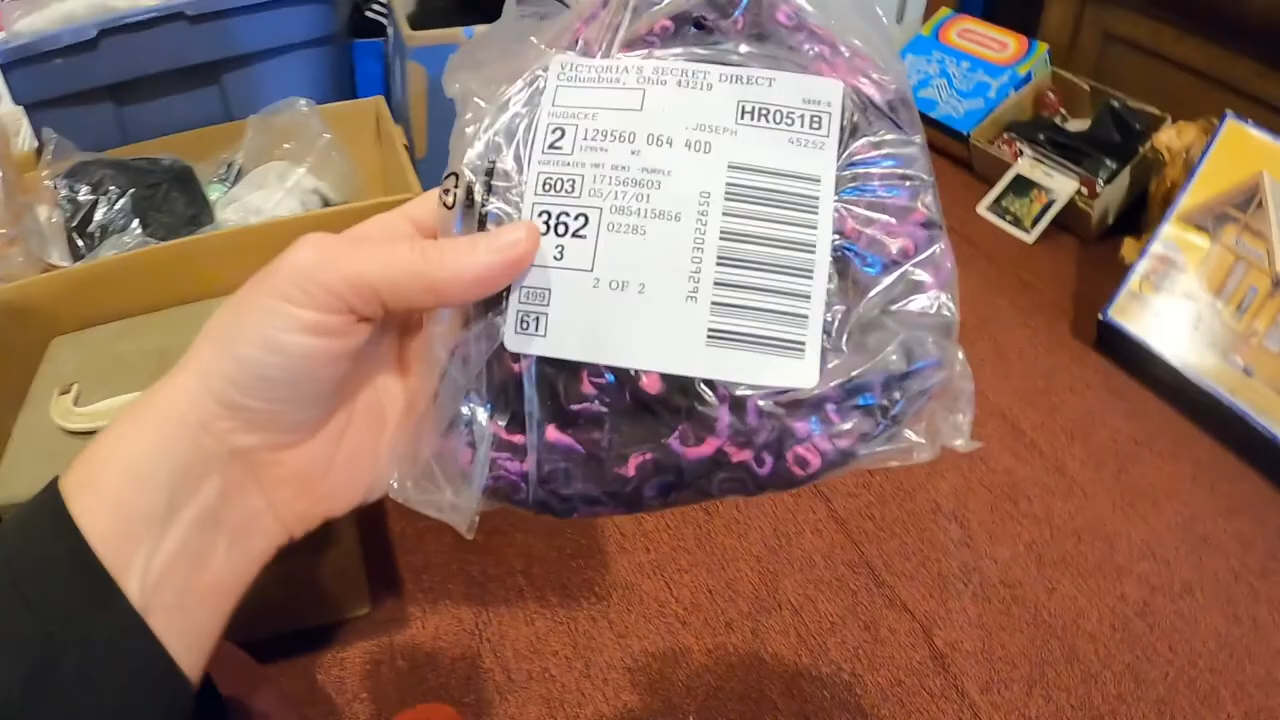 VICTORIA'S SECRET DIRECT
Columbus, Ohio 43219
HUDACKE
,JOSEPH
HR051B
45252
2
129560 064 40D
VARIEGATED HNT DEMI -PURPLE
603
171569603
05/17/01
362
3
085415856
02285
2 OF 2
499
61